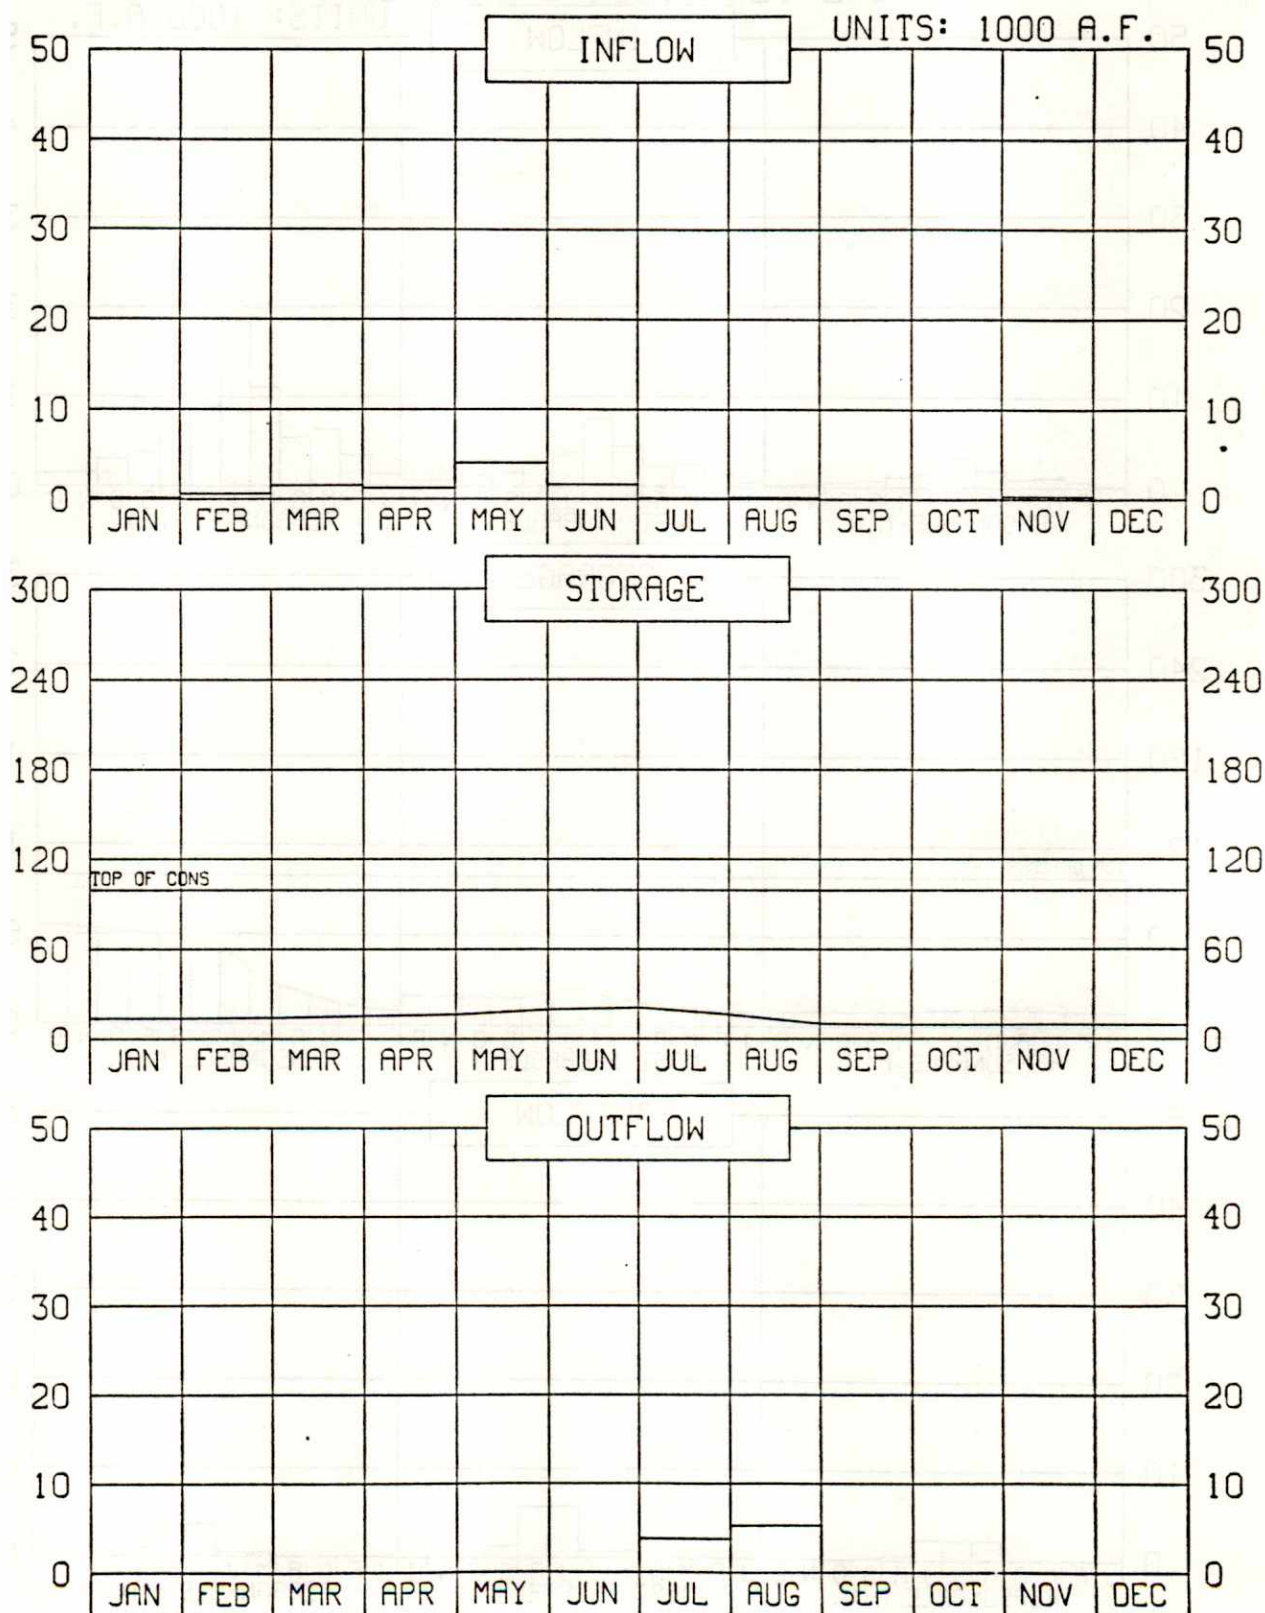 UNITS: 1000 A.F.
INFLOW
50 50
40 40
30 30
20 20
10 10
0 0
JAN FEB MAR APR MAY JUN JUL AUG SEP OCT NOV DEC
STORAGE
300 300
240 240
180 180
120 120
TOP OF CONS
60 60
0 0
JAN FEB MAR APR MAY JUN JUL AUG SEP OCT NOV DEC
OUTFLOW
50 50
40 40
30 30
20 20
10 10
0 0
JAN FEB MAR APR MAY JUN JUL AUG SEP OCT NOV DEC